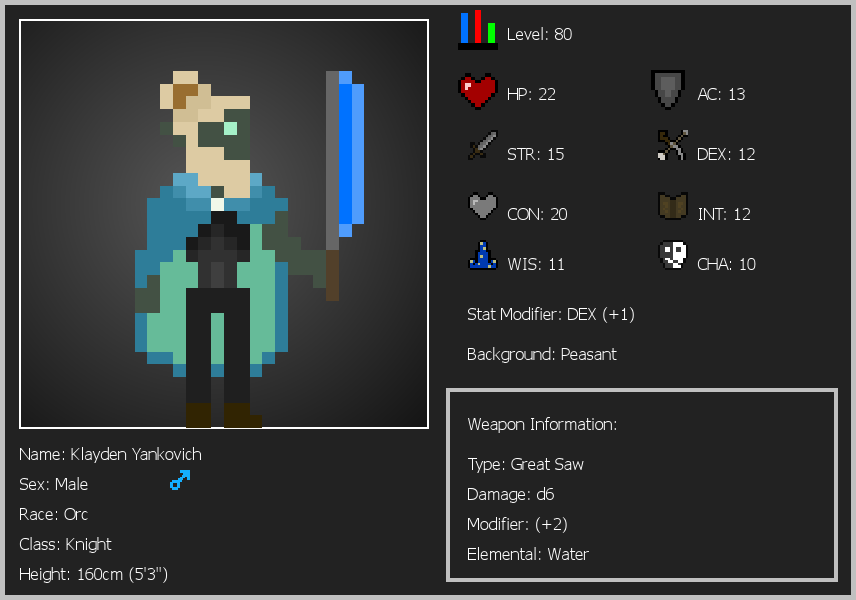 Level: 80
HP: 22
AC: 13
STR: 15
DEX: 12
CON: 20
INT: 12
WIS: 11
CHA: 10
Stat Modifier: DEX (+1)
Background: Peasant
Weapon Information:
Type: Great Saw
Damage: d6
Modifier: (+2)
Elemental: Water
Name: Klayden Yankovich
Sex: Male
Race: Orc
Class: Knight
Height: 160cm (5'3")